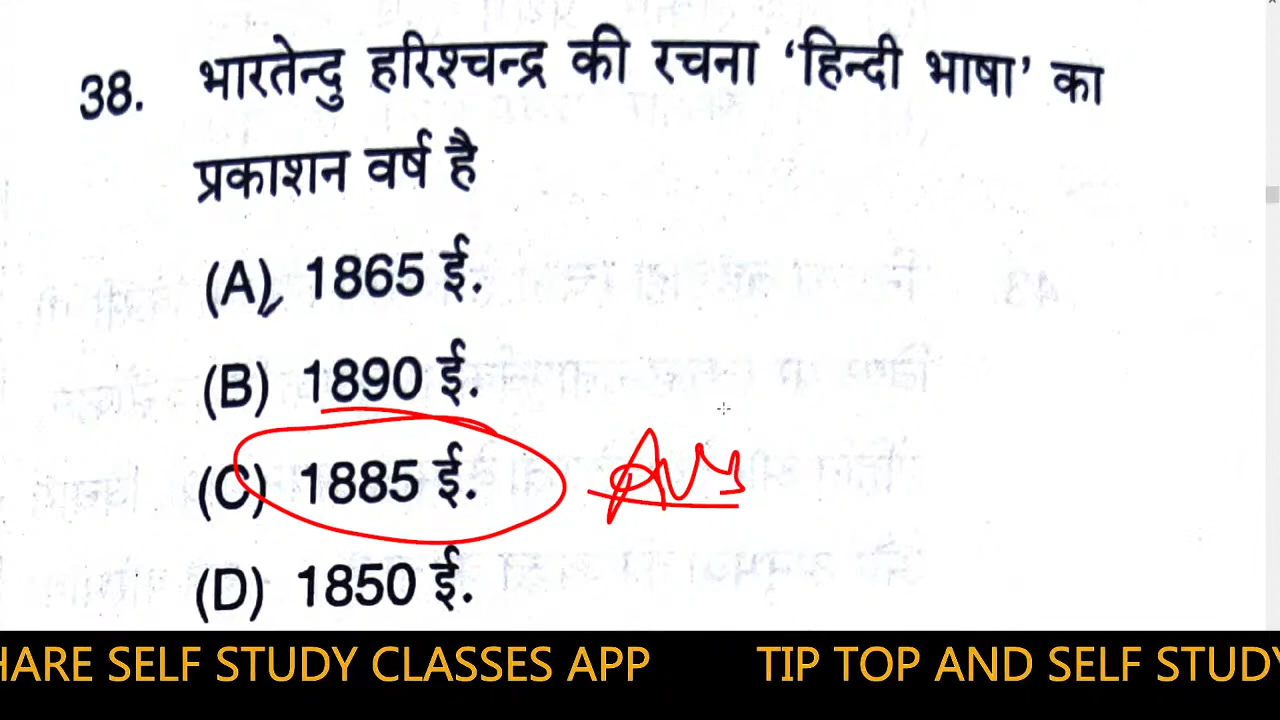 38. भारतेन्दु हरिश्चन्द्र की रचना ‘हिन्दी भाषा’ का
प्रकाशन वर्ष है
(A) 1865 ई.
(B) 1890 ई.
(C) 1885 ई.
Ans
(D) 1850 ई.
HARE SELF STUDY CLASSES APP TIP TOP AND SELF STUDY